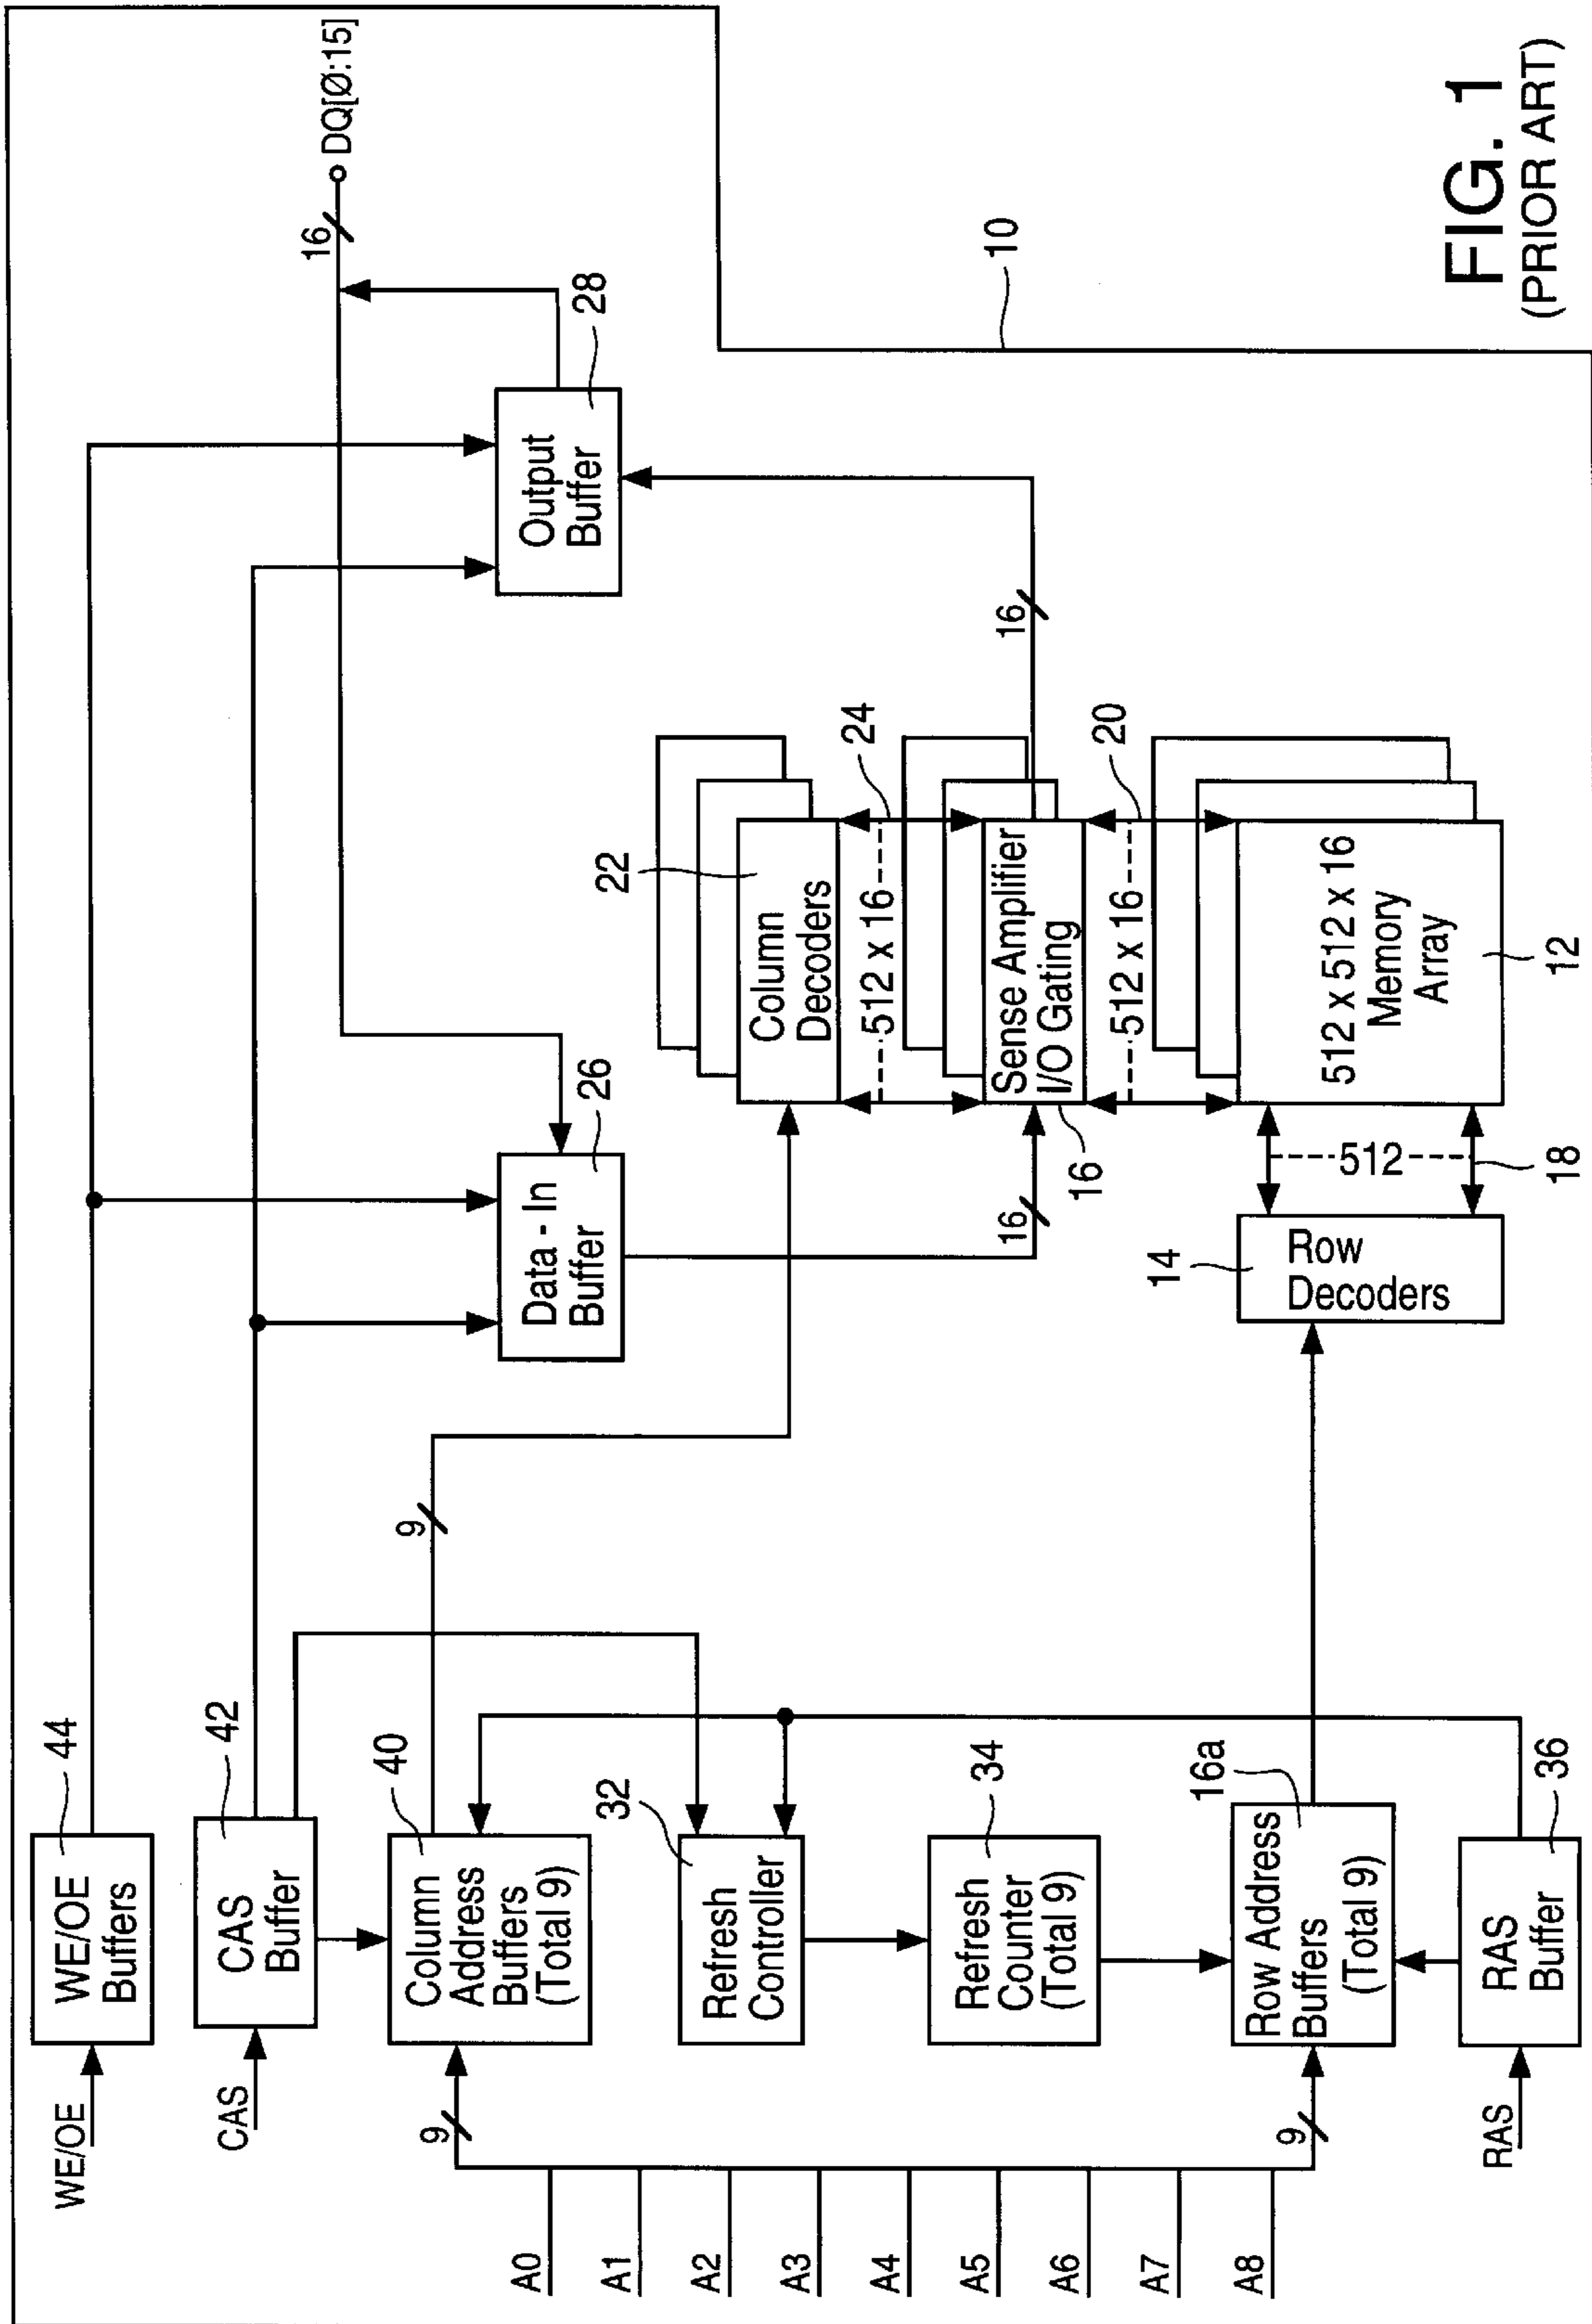 WE/OE
WE/OE
Buffers
44
CAS
CAS
Buffer
42
9
Column
Address
Buffers
(Total 9)
40
9
Refresh
Controller
32
Refresh
Counter
(Total 9)
34
A0
A1
A2
A3
A4
A5
A6
A7
A8
9
Row Address
Buffers
(Total 9)
16a
RAS
RAS
Buffer
36
Data - In
Buffer
26
16
Output
Buffer
28
16
DQ[Ø:15]
Column
Decoders
22
512 x 16
24
Sense Amplifier
I/O Gating
16
16
512 x 16
20
Row
Decoders
14
512
18
512 x 512 x 16
Memory
Array
12
10
FIG. 1
(PRIOR ART)